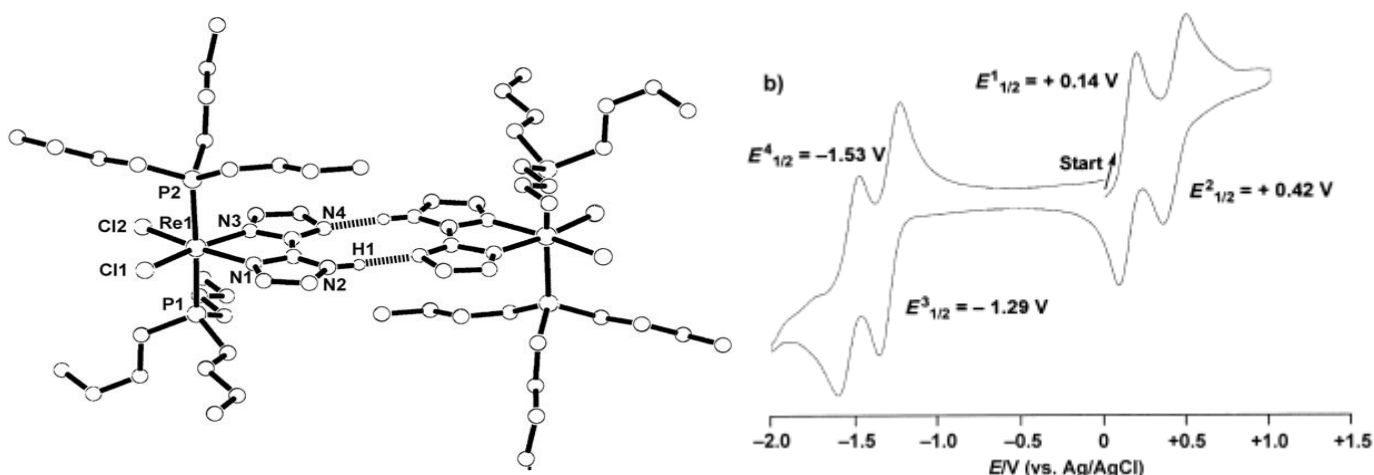 P2
Cl2
Re1
N3
N4
Cl1
H1
N1
N2
P1
b)
E¹1/2 = + 0.14 V
E⁴1/2 = –1.53 V
Start
E²1/2 = + 0.42 V
E³1/2 = – 1.29 V
–2.0 –1.5 –1.0 –0.5 0 +0.5 +1.0 +1.5
E/V (vs. Ag/AgCl)